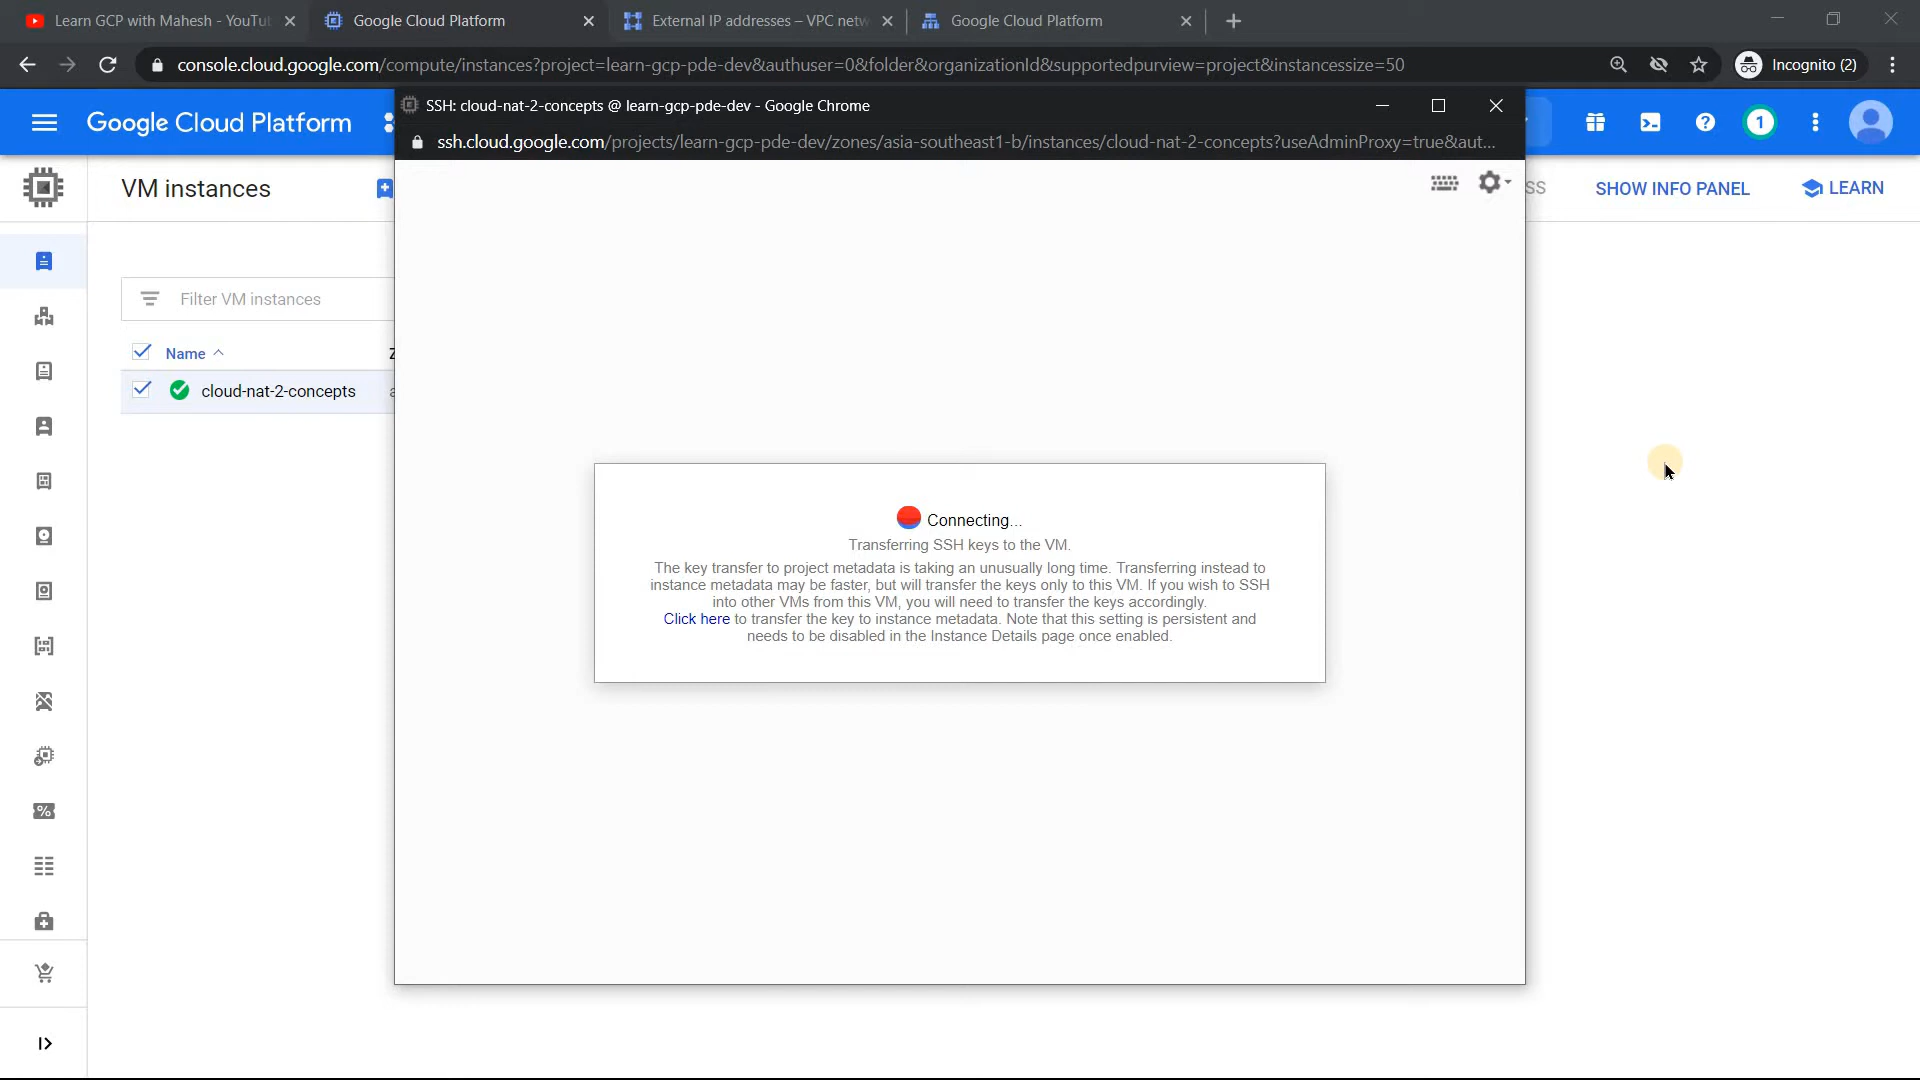 Learn GCP with Mahesh - YouTu
Google Cloud Platform
External IP addresses – VPC netw
Google Cloud Platform
console.cloud.google.com/compute/instances?project=learn-gcp-pde-dev&authuser=0&folder&organizationId&supportedpurview=project&instancessize=50
Incognito (2)
SSH: cloud-nat-2-concepts @ learn-gcp-pde-dev - Google Chrome
Google Cloud Platform
1
ssh.cloud.google.com/projects/learn-gcp-pde-dev/zones/asia-southeast1-b/instances/cloud-nat-2-concepts?useAdminProxy=true&aut...
VM instances
SS
SHOW INFO PANEL
LEARN
Filter VM instances
Name
Z
cloud-nat-2-concepts
a
Connecting...
Transferring SSH keys to the VM.
The key transfer to project metadata is taking an unusually long time. Transferring instead to
instance metadata may be faster, but will transfer the keys only to this VM. If you wish to SSH
into other VMs from this VM, you will need to transfer the keys accordingly.
Click here to transfer the key to instance metadata. Note that this setting is persistent and
needs to be disabled in the Instance Details page once enabled.